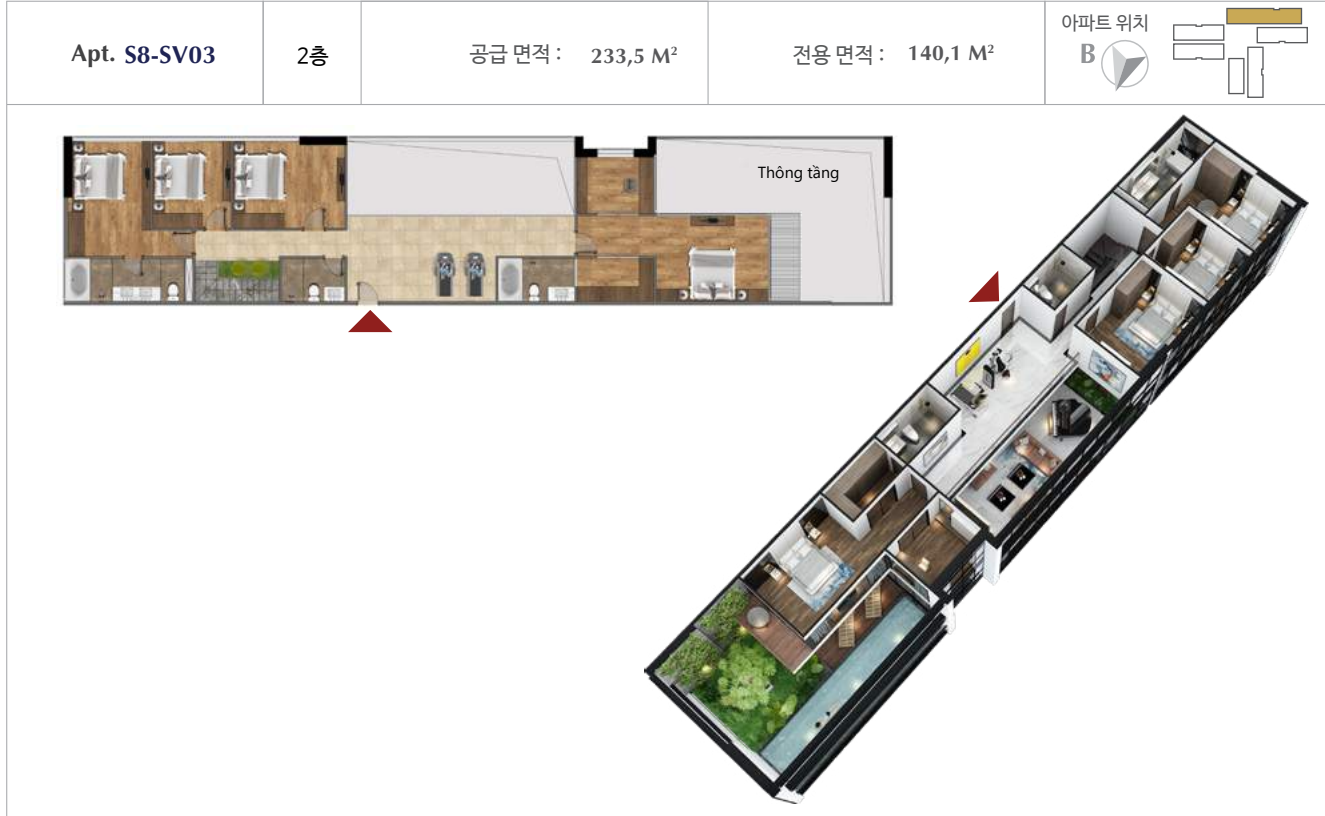 Apt. S8-SV03
2층
공급 면적 : 233,5 M²
전용 면적 : 140,1 M²
아파트 위치
B
Thông tầng